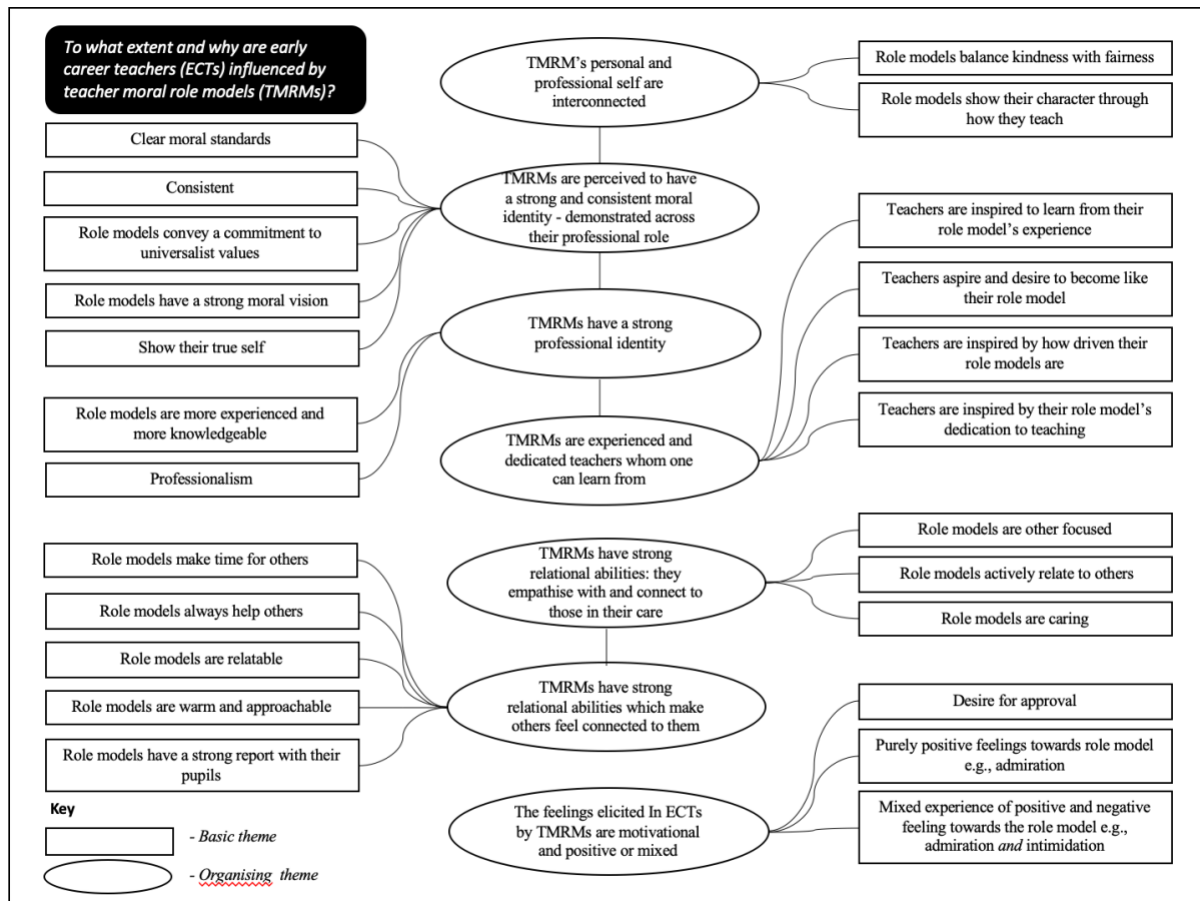 To what extent and why are early
career teachers (ECTs) influenced by
teacher moral role models (TMRMs)?
Clear moral standards
Consistent
Role models convey a commitment to
universalist values
Role models have a strong moral vision
Show their true self
Role models are more experienced and
more knowledgeable
Professionalism
Role models make time for others
Role models always help others
Role models are relatable
Role models are warm and approachable
Role models have a strong report with their
pupils
Key
- Basic theme
- Organising theme
TMRM's personal and
professional self are
interconnected
TMRMs are perceived to have
a strong and consistent moral
identity - demonstrated across
their professional role
TMRMs have a strong
professional identity
TMRMs are experienced and
dedicated teachers whom one
can learn from
TMRMs have strong
relational abilities: they
empathise with and connect to
those in their care
TMRMs have strong
relational abilities which make
others feel connected to them
The feelings elicited In ECTs
by TMRMs are motivational
and positive or mixed
Role models balance kindness with fairness
Role models show their character through
how they teach
Teachers are inspired to learn from their
role model's experience
Teachers aspire and desire to become like
their role model
Teachers are inspired by how driven their
role models are
Teachers are inspired by their role model's
dedication to teaching
Role models are other focused
Role models actively relate to others
Role models are caring
Desire for approval
Purely positive feelings towards role model
e.g., admiration
Mixed experience of positive and negative
feeling towards the role model e.g.,
admiration and intimidation